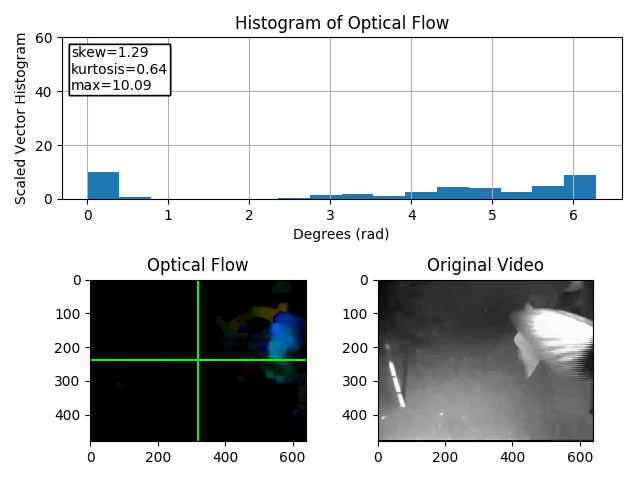 Histogram of Optical Flow
60
40
20
0
Scaled Vector Histogram
skew=1.29
kurtosis=0.64
max=10.09
0 1 2 3 4 5 6
Degrees (rad)
Optical Flow
0
100
200
300
400
0 200 400 600
Original Video
0
100
200
300
400
0 200 400 600